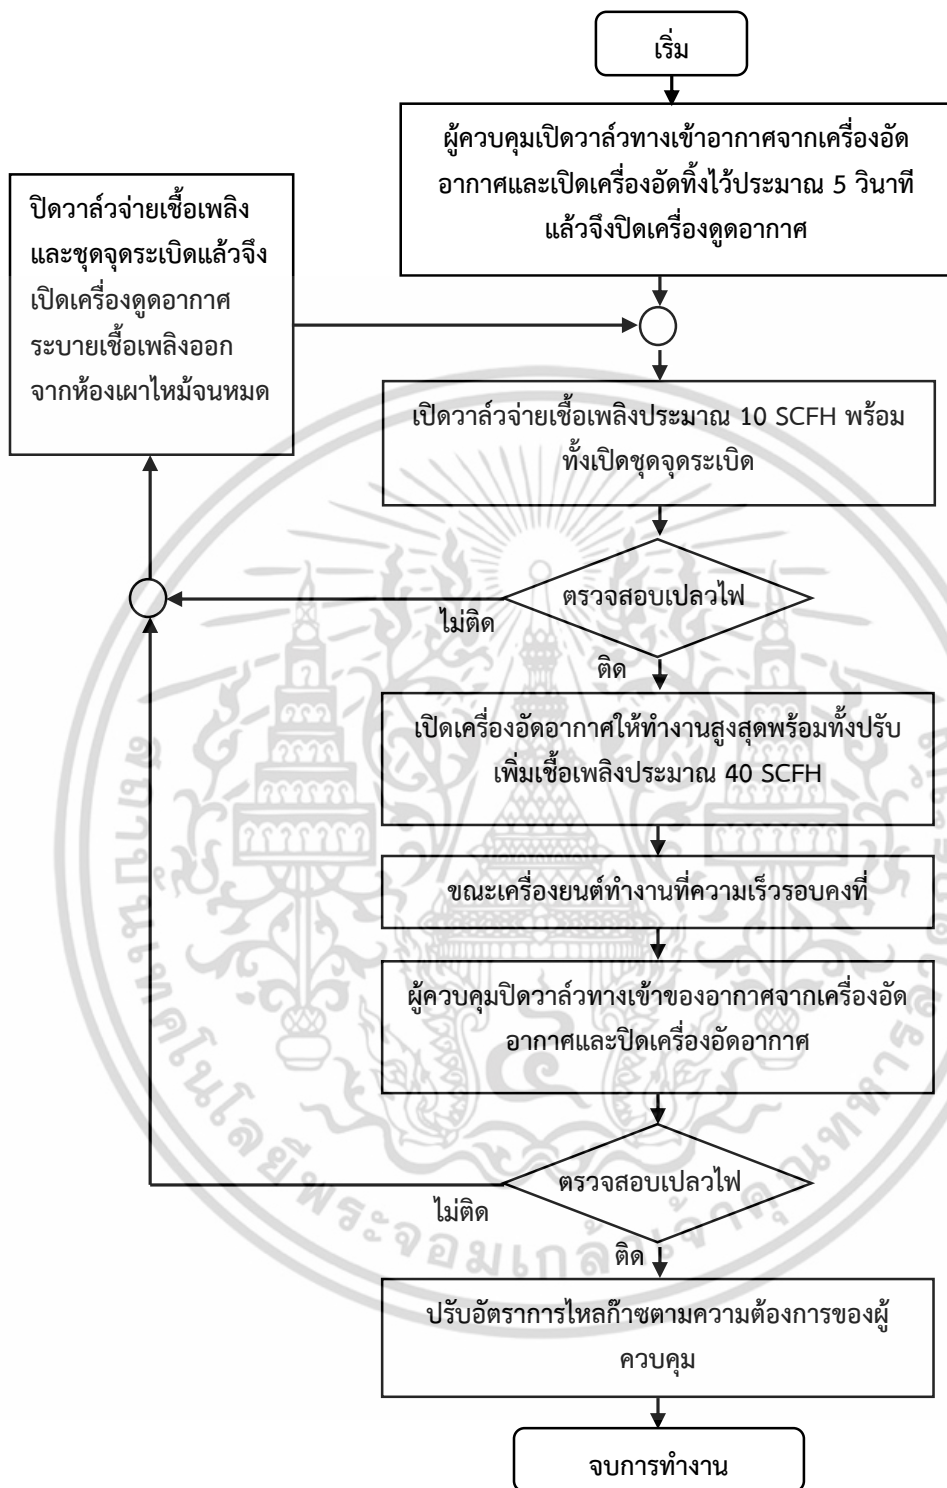 เริ่ม
ผู้ควบคุมเปิดวาล์วทางเข้าอากาศจากเครื่องอัด
อากาศและเปิดเครื่องอัดทิ้งไว้ประมาณ 5 วินาที
แล้วจึงปิดเครื่องดูดอากาศ
ปิดวาล์วจ่ายเชื้อเพลิง
และชุดจุดระเบิดแล้วจึง
เปิดเครื่องดูดอากาศ
ระบายเชื้อเพลิงออก
จากห้องเผาไหม้จนหมด
เปิดวาล์วจ่ายเชื้อเพลิงประมาณ 10 SCFH พร้อม
ทั้งเปิดชุดจุดระเบิด
ตรวจสอบเปลวไฟ
ไม่ติด
ติด
เปิดเครื่องอัดอากาศให้ทำงานสูงสุดพร้อมทั้งปรับ
เพิ่มเชื้อเพลิงประมาณ 40 SCFH
ขณะเครื่องยนต์ทำงานที่ความเร็วรอบคงที่
ผู้ควบคุมปิดวาล์วทางเข้าของอากาศจากเครื่องอัด
อากาศและปิดเครื่องอัดอากาศ
ตรวจสอบเปลวไฟ
ไม่ติด
ติด
ปรับอัตราการไหลก๊าซตามความต้องการของผู้
ควบคุม
จบการทำงาน
พระจอมเกล้าเจ้าคุณทหาร